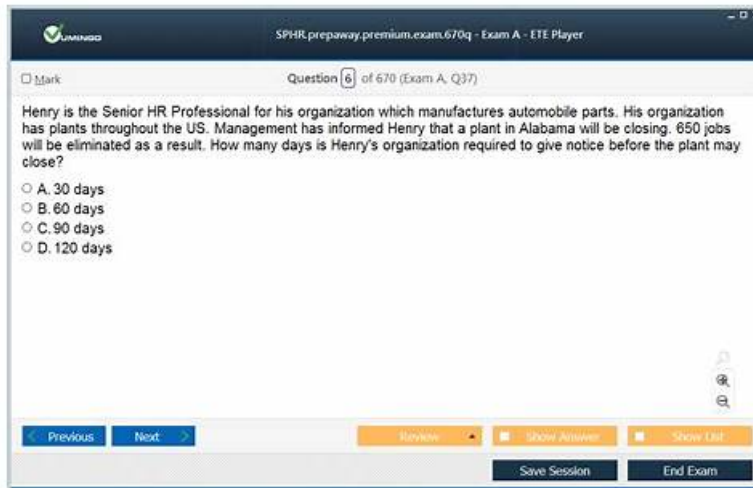 VUMINGO
SPHR.prepaway.premium.exam.670q - Exam A - ETE Player
Mark
Question 6 of 670 (Exam A, Q37)
Henry is the Senior HR Professional for his organization which manufactures automobile parts. His organization
has plants throughout the US. Management has informed Henry that a plant in Alabama will be closing. 650 jobs
will be eliminated as a result. How many days is Henry's organization required to give notice before the plant may
close?
A. 30 days
B. 60 days
C. 90 days
D. 120 days
Previous Next Review Show Answer Show List
Save Session End Exam